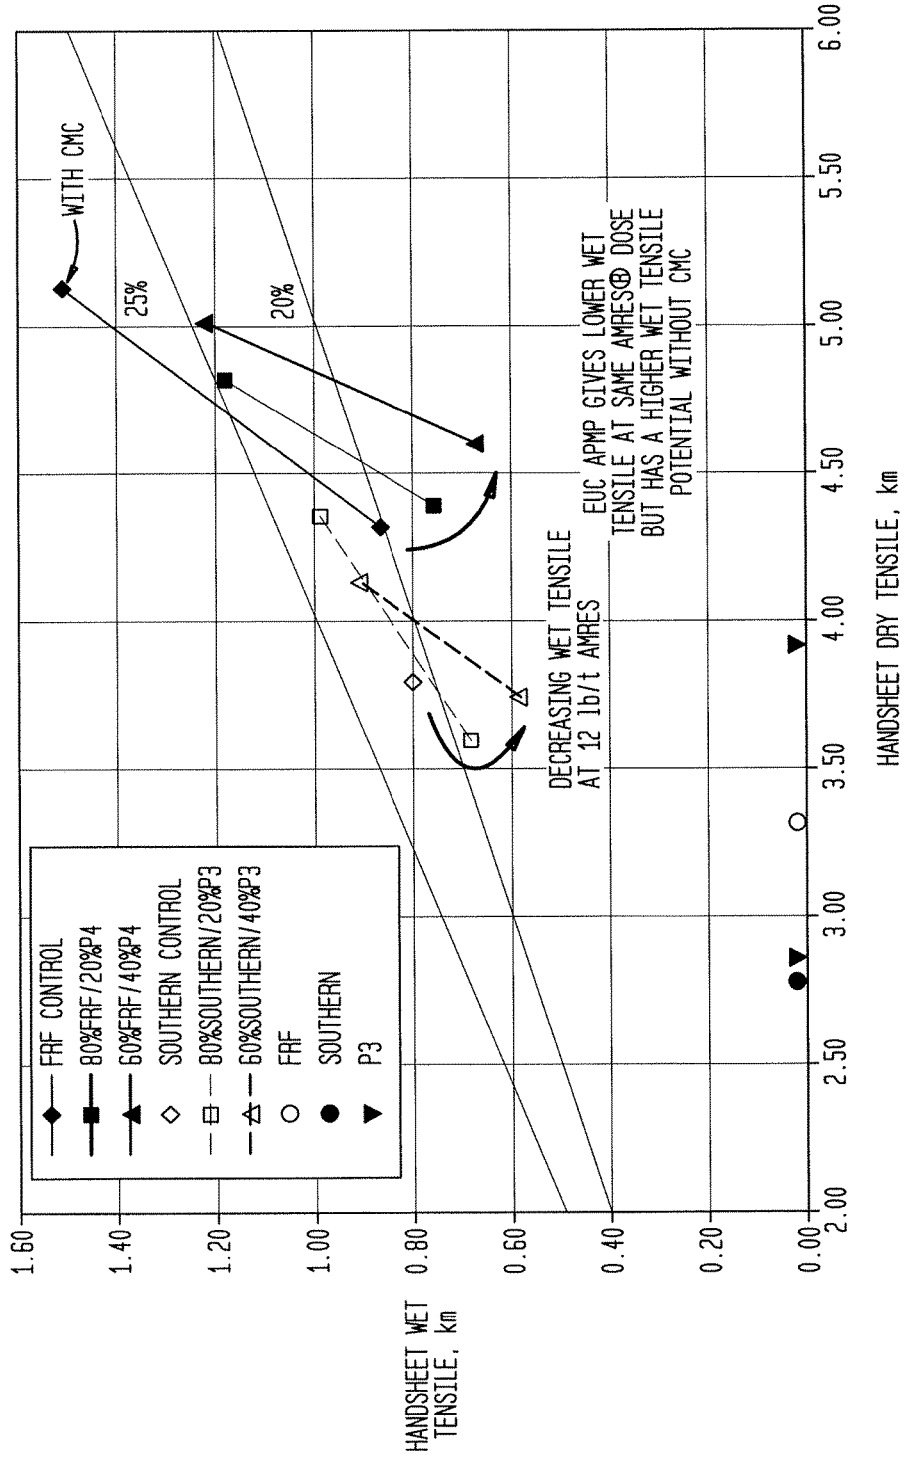 1.60
1.40
1.20
1.00
0.80
0.60
0.40
0.20
0.00
HANDSHEET WET
TENSILE, km
FRF CONTROL
80%FRF/20%P4
60%FRF/40%P4
SOUTHERN CONTROL
80%SOUTHERN/20%P3
60%SOUTHERN/40%P3
FRF
SOUTHERN
P3
WITH CMC
25%
20%
DECREASING WET TENSILE
AT 12 lb/t AMRES
EUC APMP GIVES LOWER WET
TENSILE AT SAME AMRES® DOSE
BUT HAS A HIGHER WET TENSILE
POTENTIAL WITHOUT CMC
2.00
2.50
3.00
3.50
4.00
4.50
5.00
5.50
6.00
HANDSHEET DRY TENSILE, km